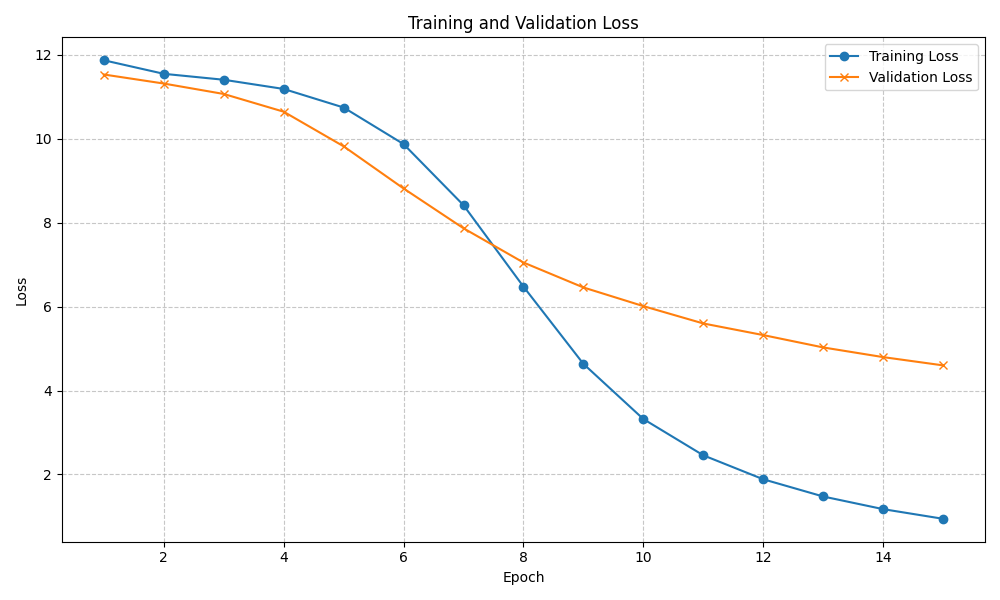 Training and Validation Loss
Training Loss
Validation Loss
12
10
8
6
4
2
Loss
2 4 6 8 10 12 14
Epoch